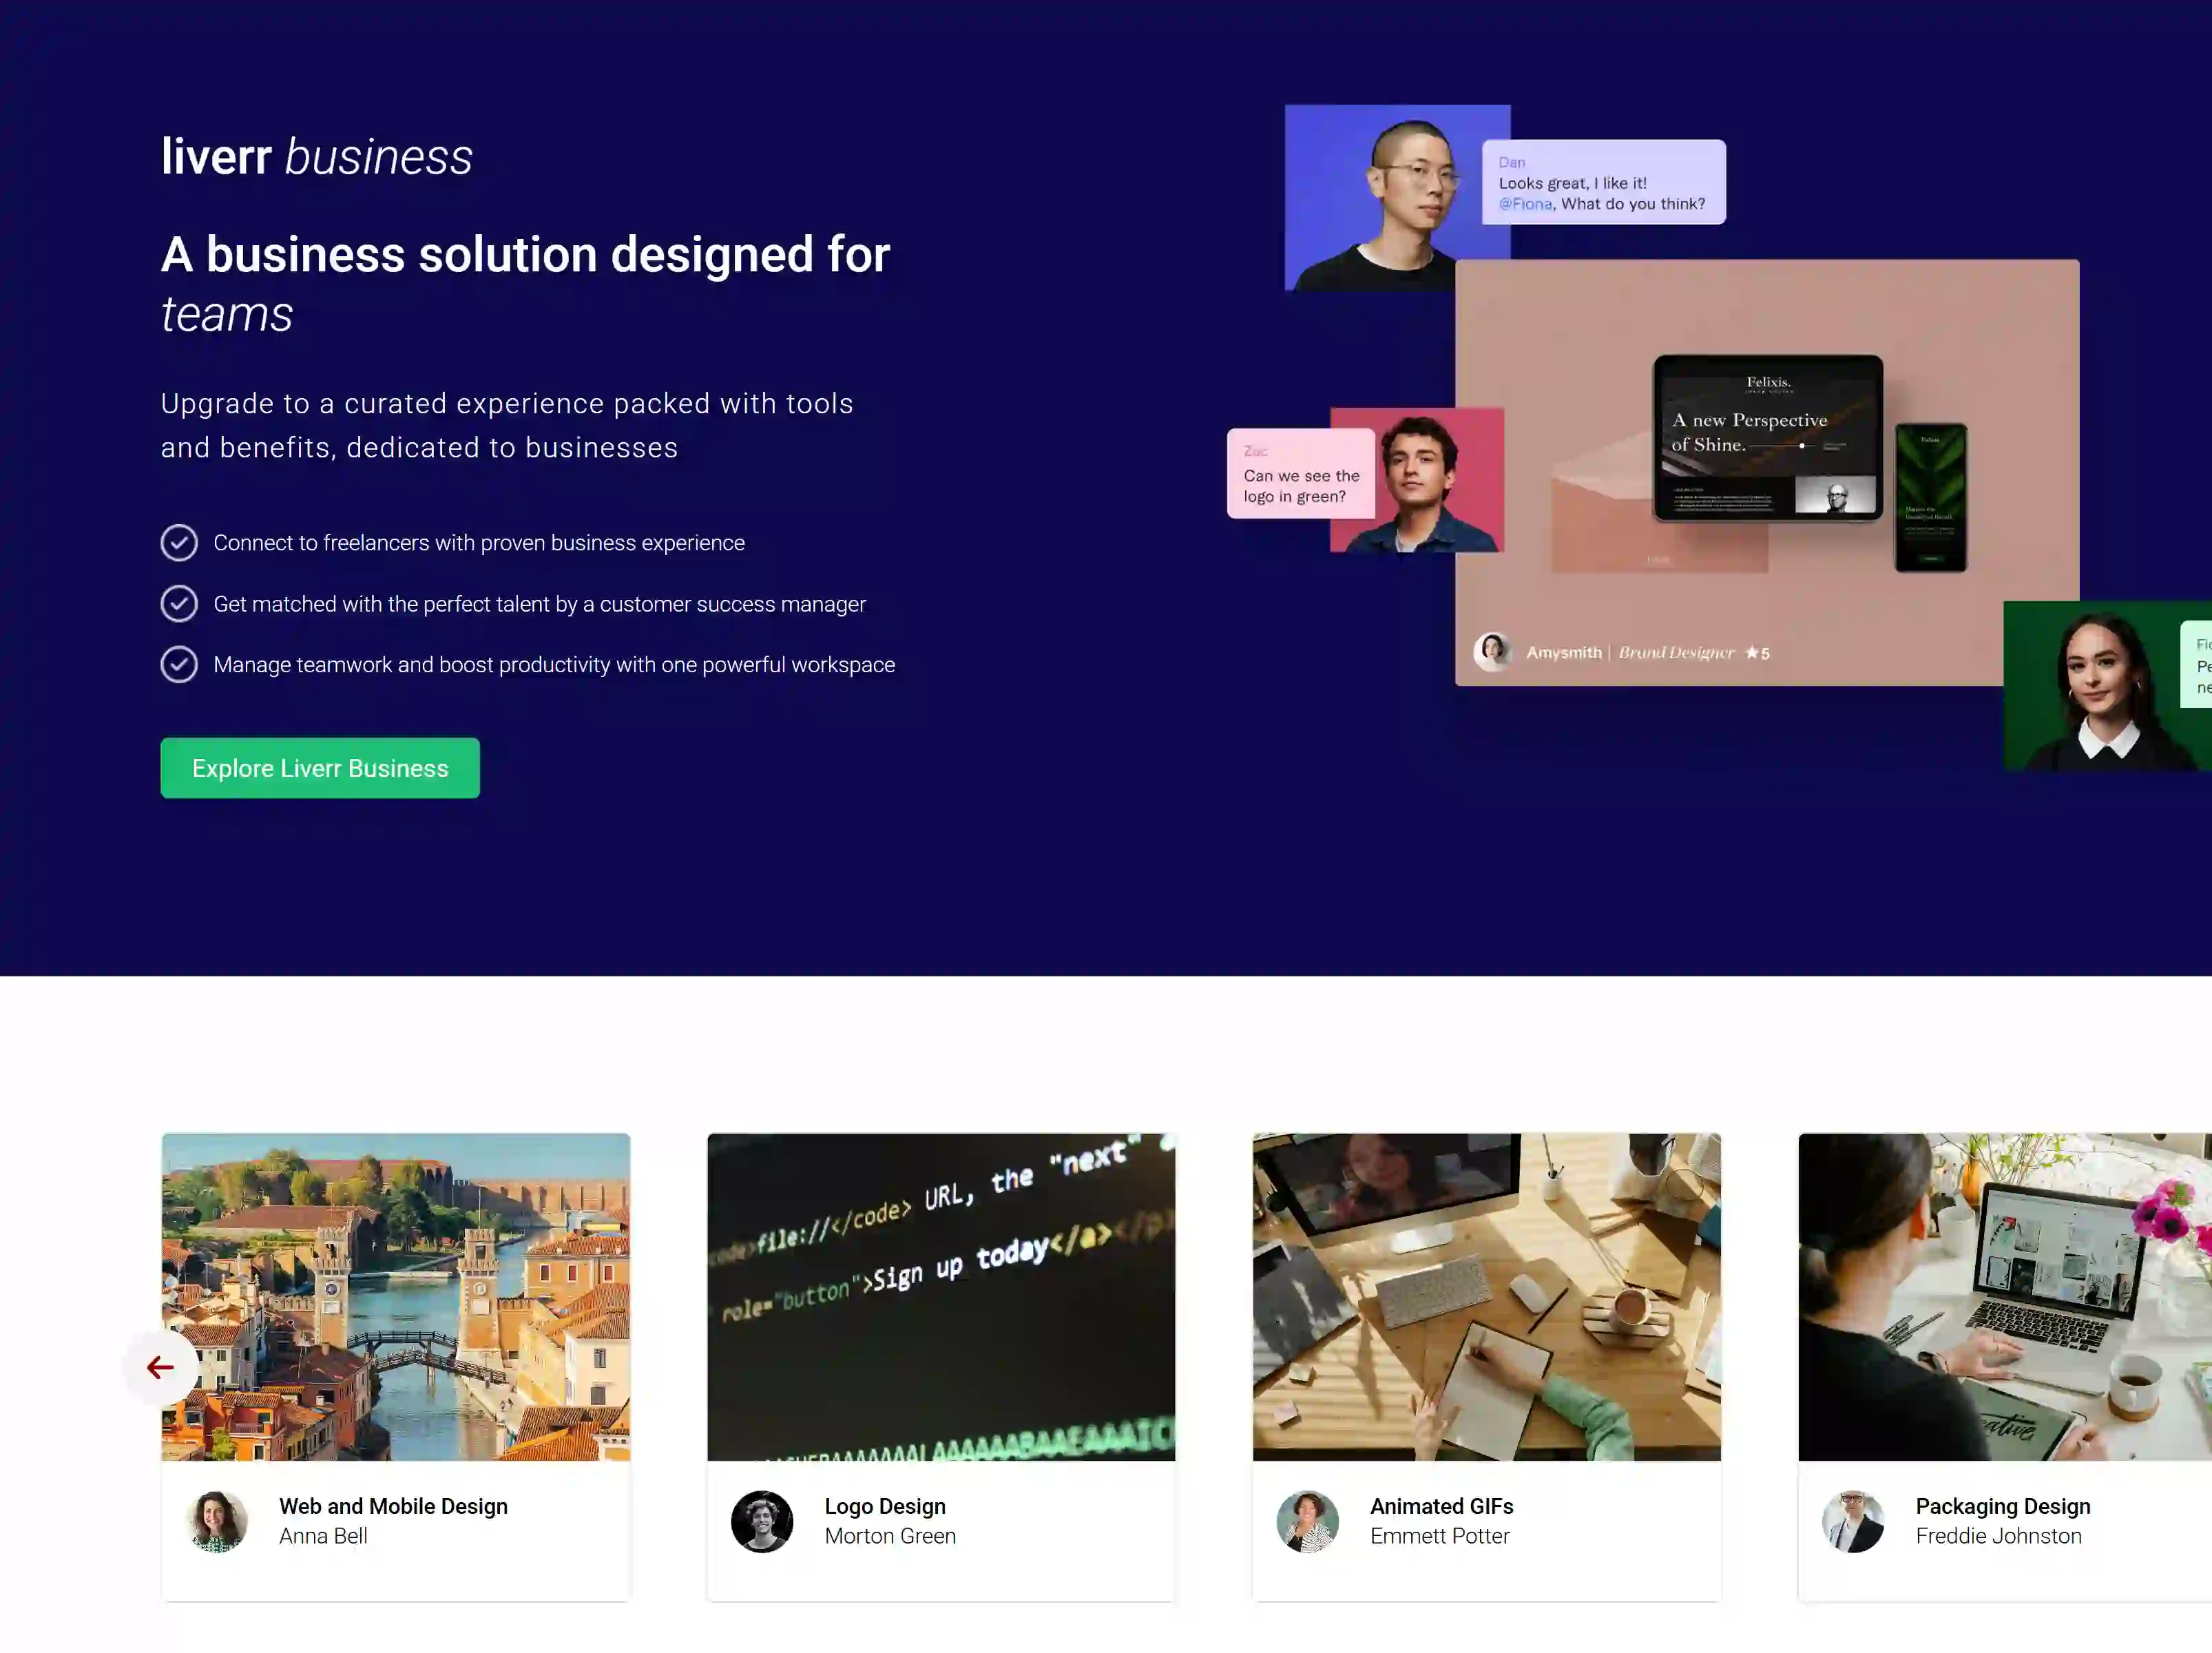 liverr business
A business solution designed for
teams
Upgrade to a curated experience packed with tools
and benefits, dedicated to businesses
Connect to freelancers with proven business experience
Get matched with the perfect talent by a customer success manager
Manage teamwork and boost productivity with one powerful workspace
Explore Liverr Business
Dan
Looks great, I like it!
@Fiona, What do you think?
Zac
Can we see the
logo in green?
Felixis.
A new Perspective
of Shine.
Amysmith | Brand Designer ★5
file://</code> URL, the "next"
role="button">Sign up today</a></p>
Web and Mobile Design
Anna Bell
Logo Design
Morton Green
Animated GIFs
Emmett Potter
Packaging Design
Freddie Johnston